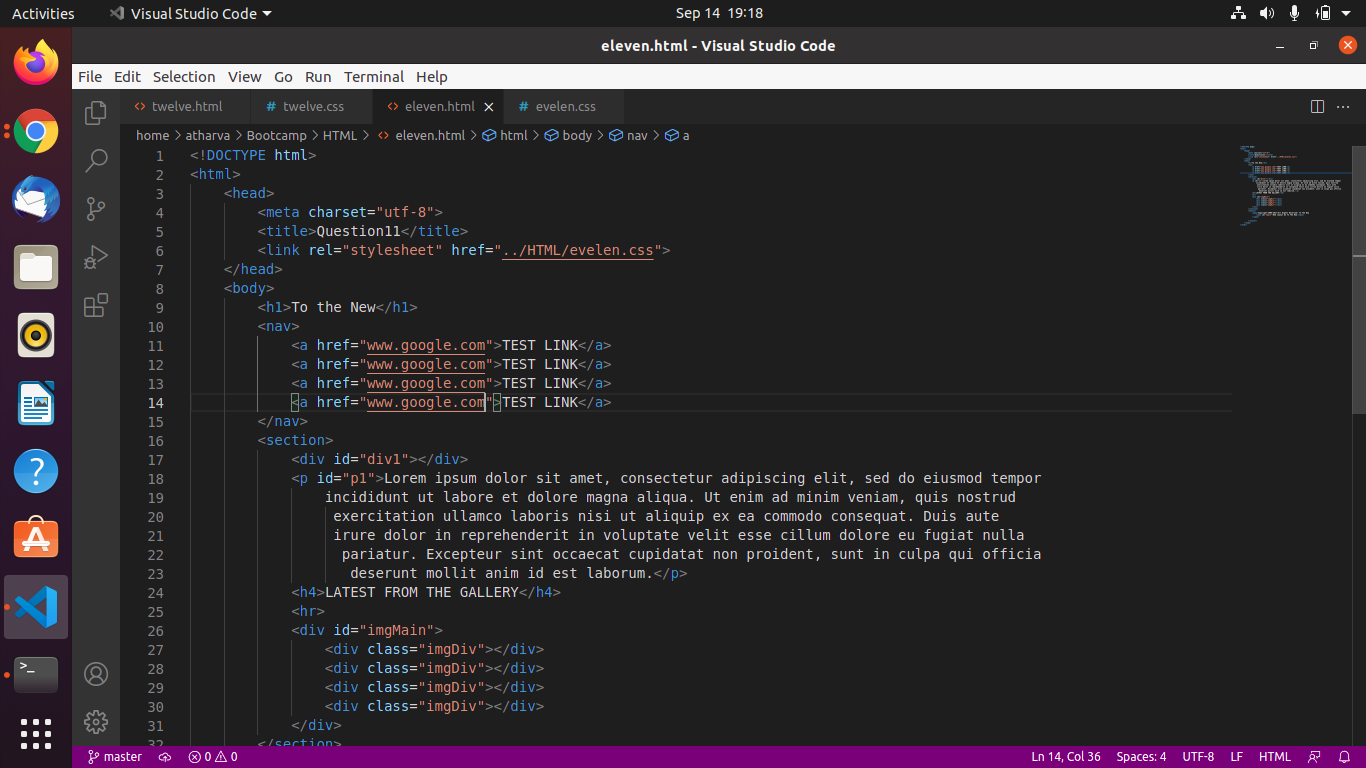 Activities Visual Studio Code Sep 14 19:18
eleven.html - Visual Studio Code
File Edit Selection View Go Run Terminal Help
<> twelve.html # twelve.css <> eleven.html # evelen.css
home > atharva > Bootcamp > HTML > <> eleven.html > html > body > nav > a
1 <!DOCTYPE html>
2 <html>
3 <head>
4 <meta charset="utf-8">
5 <title>Question11</title>
6 <link rel="stylesheet" href="../HTML/evelen.css">
7 </head>
8 <body>
9 <h1>To the New</h1>
10 <nav>
11 <a href="www.google.com">TEST LINK</a>
12 <a href="www.google.com">TEST LINK</a>
13 <a href="www.google.com">TEST LINK</a>
14 <a href="www.google.com">TEST LINK</a>
15 </nav>
16 <section>
17 <div id="div1"></div>
18 <p id="p1">Lorem ipsum dolor sit amet, consectetur adipiscing elit, sed do eiusmod tempor
19 incididunt ut labore et dolore magna aliqua. Ut enim ad minim veniam, quis nostrud
20 exercitation ullamco laboris nisi ut aliquip ex ea commodo consequat. Duis aute
21 irure dolor in reprehenderit in voluptate velit esse cillum dolore eu fugiat nulla
22 pariatur. Excepteur sint occaecat cupidatat non proident, sunt in culpa qui officia
23 deserunt mollit anim id est laborum.</p>
24 <h4>LATEST FROM THE GALLERY</h4>
25 <hr>
26 <div id="imgMain">
27 <div class="imgDiv"></div>
28 <div class="imgDiv"></div>
29 <div class="imgDiv"></div>
30 <div class="imgDiv"></div>
31 </div>
32 </section>
master 0 0 Ln 14, Col 36 Spaces: 4 UTF-8 LF HTML